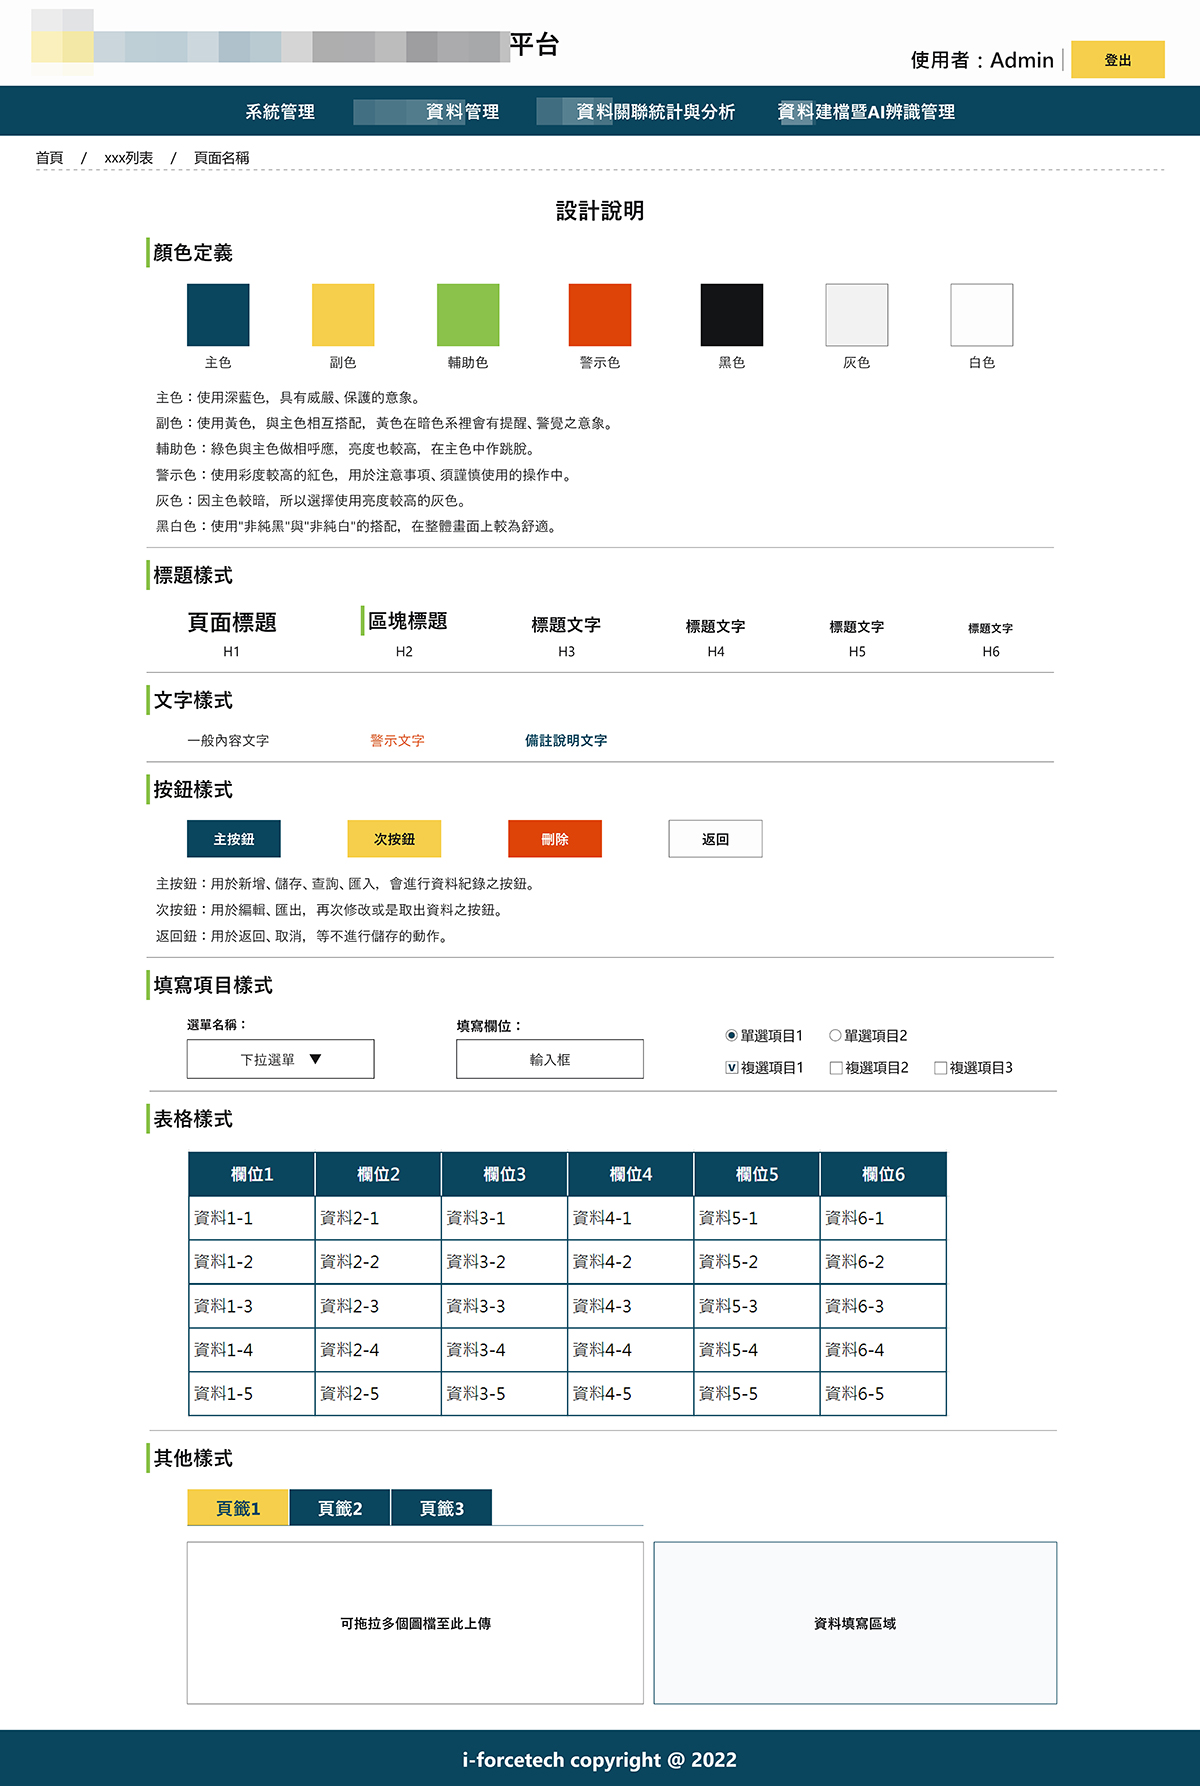 平台
使用者：Admin
登出
系統管理
資料管理
資料關聯統計與分析
資料建檔暨AI辨識管理
首頁 / xxx列表 / 頁面名稱
設計說明
顏色定義
主色
副色
輔助色
警示色
黑色
灰色
白色
主色：使用深藍色，具有威嚴、保護的意象。
副色：使用黃色，與主色相互搭配，黃色在暗色系裡會有提醒、警覺之意象。
輔助色：綠色與主色做相呼應，亮度也較高，在主色中作跳脫。
警示色：使用彩度較高的紅色，用於注意事項、須謹慎使用的操作中。
灰色：因主色較暗，所以選擇使用亮度較高的灰色。
黑白色：使用"非純黑"與"非純白"的搭配，在整體畫面上較為舒適。
標題樣式
頁面標題
區塊標題
標題文字
標題文字
標題文字
標題文字
H1
H2
H3
H4
H5
H6
文字樣式
一般內容文字
警示文字
備註說明文字
按鈕樣式
主按鈕
次按鈕
刪除
返回
主按鈕：用於新增、儲存、查詢、匯入，會進行資料紀錄之按鈕。
次按鈕：用於編輯、匯出，再次修改或是取出資料之按鈕。
返回鈕：用於返回、取消，等不進行儲存的動作。
填寫項目樣式
選單名稱：
下拉選單 ▼
填寫欄位：
輸入框
單選項目1
單選項目2
v 複選項目1
複選項目2
複選項目3
表格樣式
欄位1 欄位2 欄位3 欄位4 欄位5 欄位6
資料1-1 資料2-1 資料3-1 資料4-1 資料5-1 資料6-1
資料1-2 資料2-2 資料3-2 資料4-2 資料5-2 資料6-2
資料1-3 資料2-3 資料3-3 資料4-3 資料5-3 資料6-3
資料1-4 資料2-4 資料3-4 資料4-4 資料5-4 資料6-4
資料1-5 資料2-5 資料3-5 資料4-5 資料5-5 資料6-5
其他樣式
頁籤1
頁籤2
頁籤3
可拖拉多個圖檔至此上傳
資料填寫區域
i-forcetech copyright @ 2022